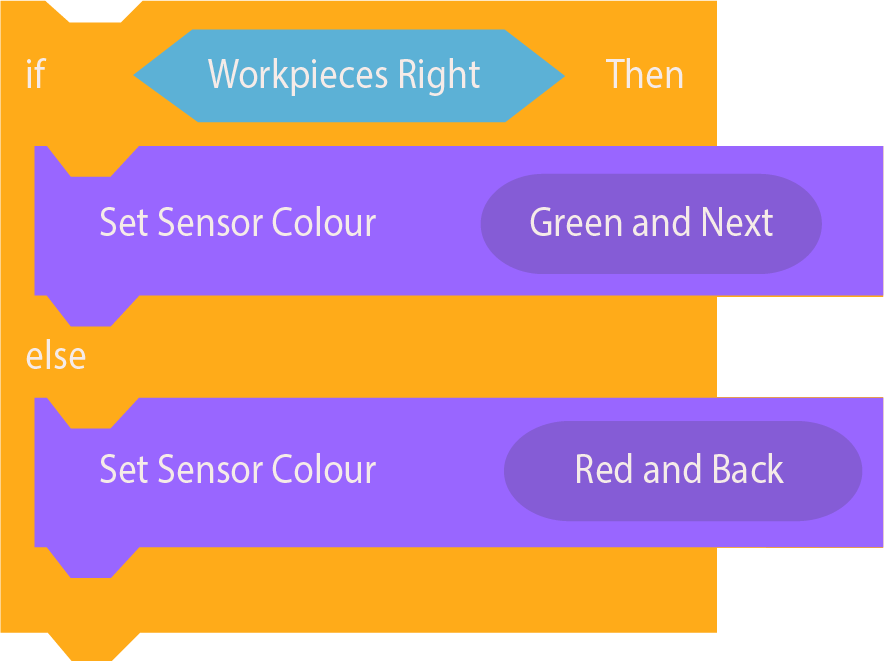 if Workpieces Right Then
Set Sensor Colour Green and Next
else
Set Sensor Colour Red and Back